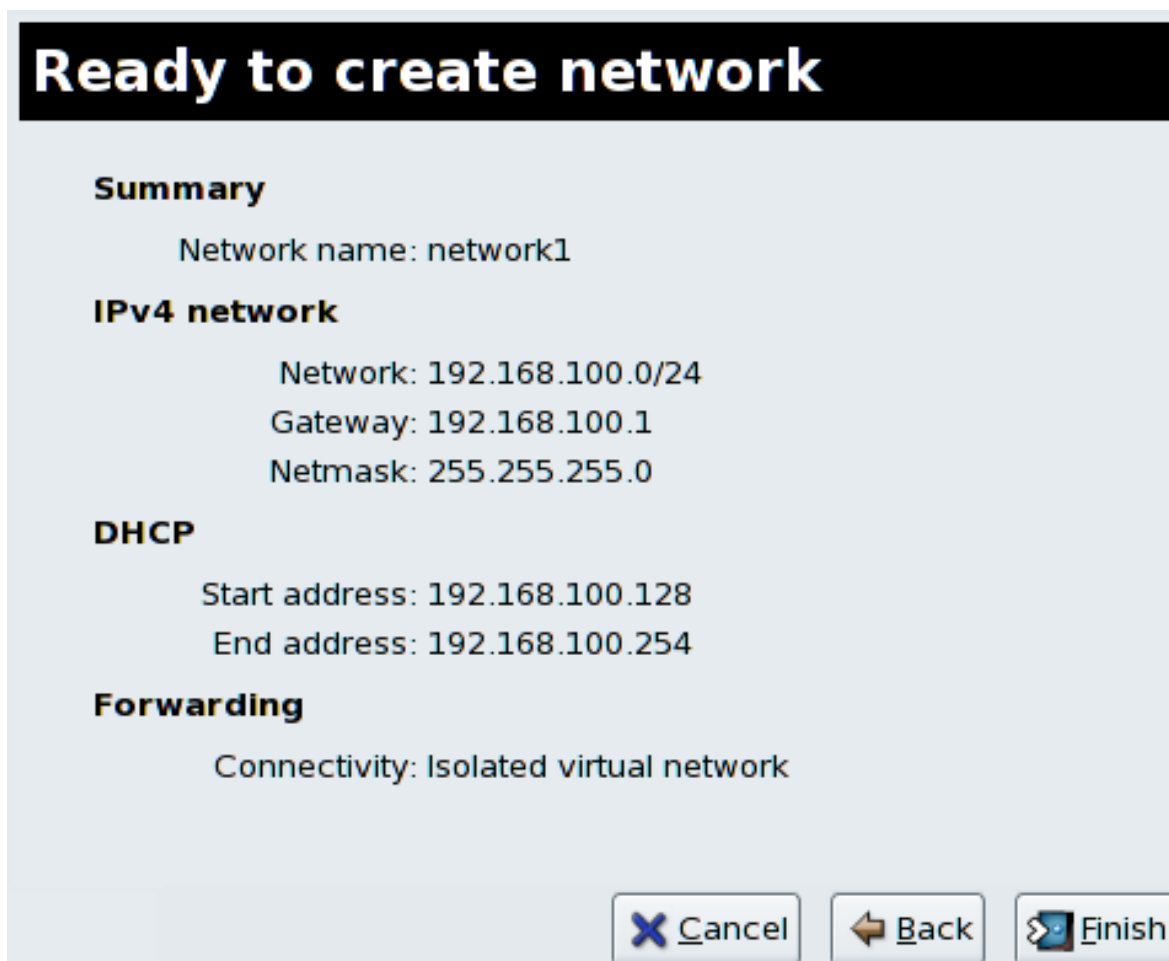 Ready to create network
Summary
Network name: network1
IPv4 network
Network: 192.168.100.0/24
Gateway: 192.168.100.1
Netmask: 255.255.255.0
DHCP
Start address: 192.168.100.128
End address: 192.168.100.254
Forwarding
Connectivity: Isolated virtual network
Cancel Back Finish